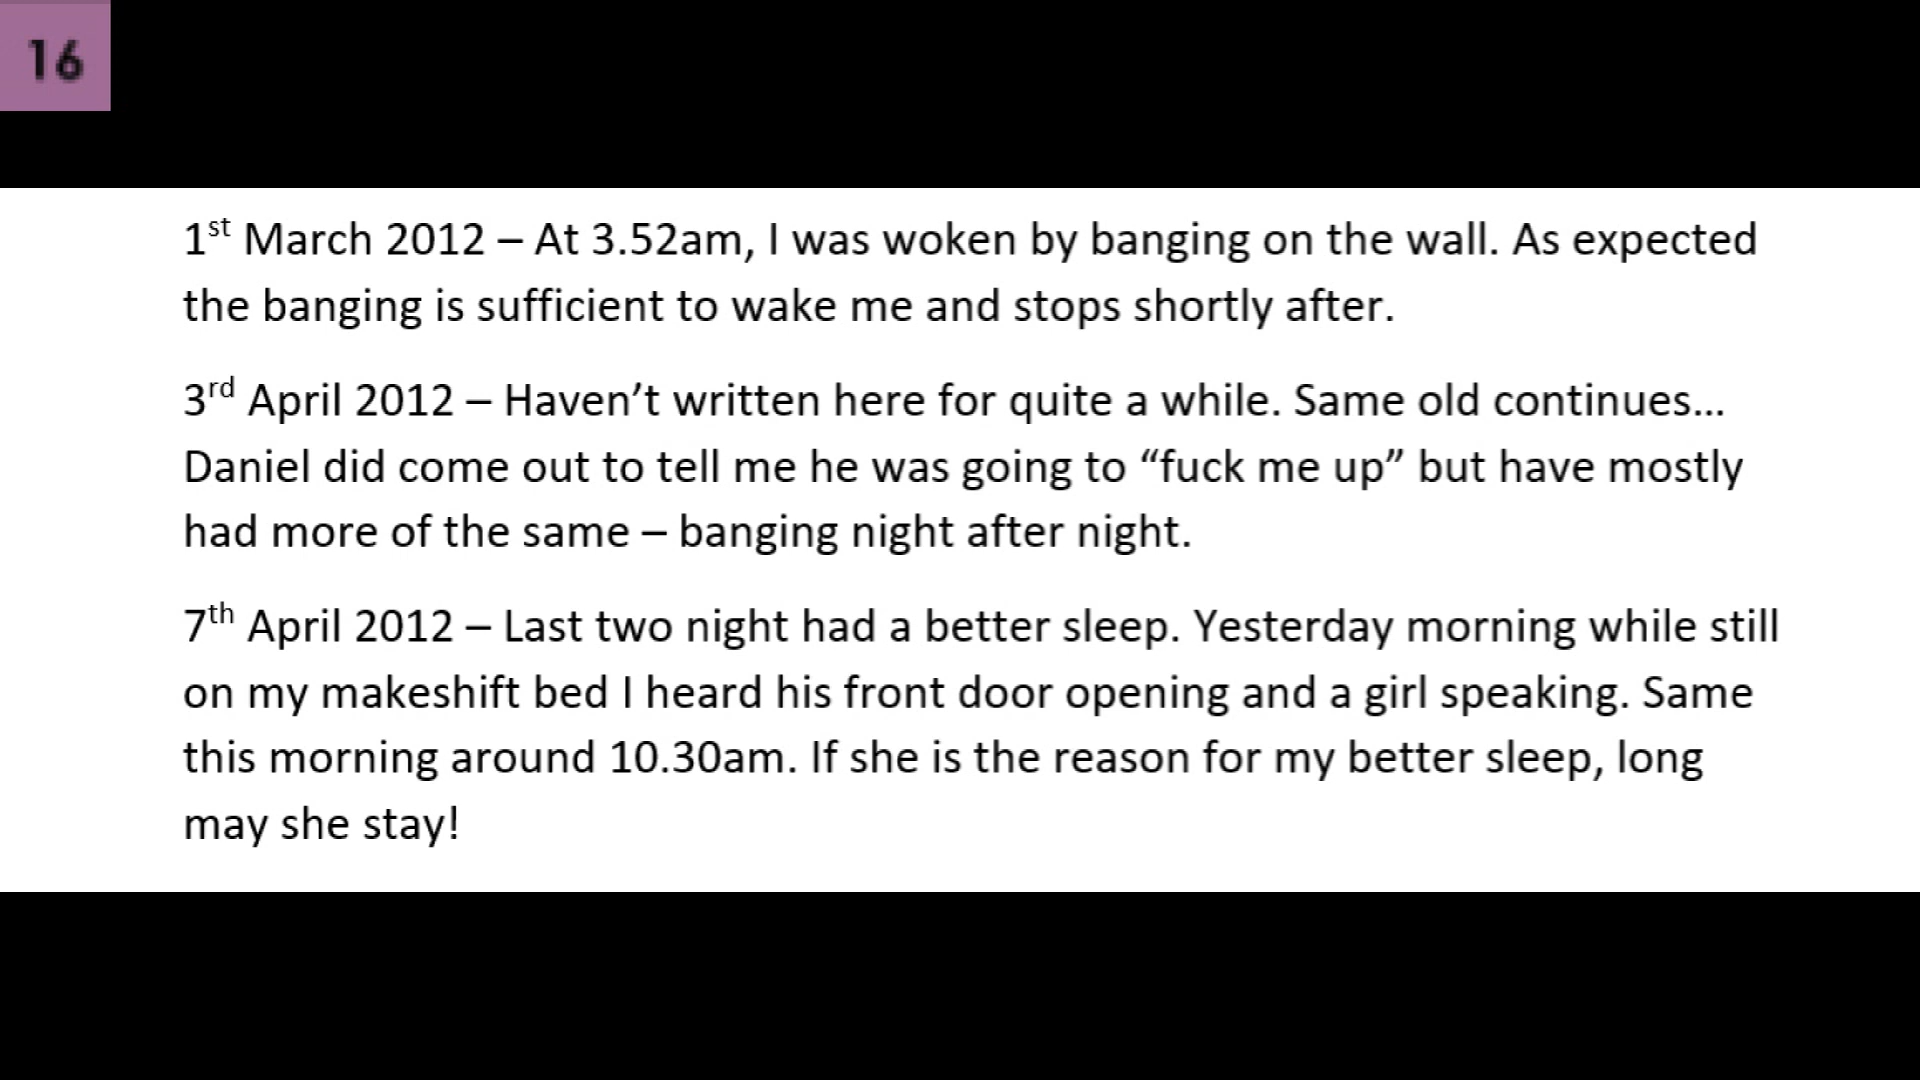 16
1st March 2012 – At 3.52am, I was woken by banging on the wall. As expected
the banging is sufficient to wake me and stops shortly after.
3rd April 2012 – Haven’t written here for quite a while. Same old continues...
Daniel did come out to tell me he was going to “fuck me up” but have mostly
had more of the same – banging night after night.
7th April 2012 – Last two night had a better sleep. Yesterday morning while still
on my makeshift bed I heard his front door opening and a girl speaking. Same
this morning around 10.30am. If she is the reason for my better sleep, long
may she stay!